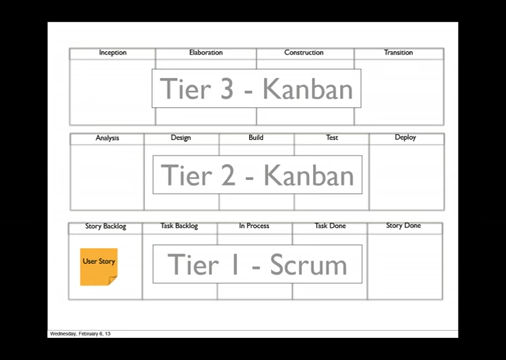 Inception Elaboration Construction Transition
Tier 3 - Kanban
Analysis Design Build Test Deploy
Tier 2 - Kanban
Story Backlog Task Backlog In Process Task Done Story Done
User Story
Tier 1 - Scrum
Wednesday, February 6, 13